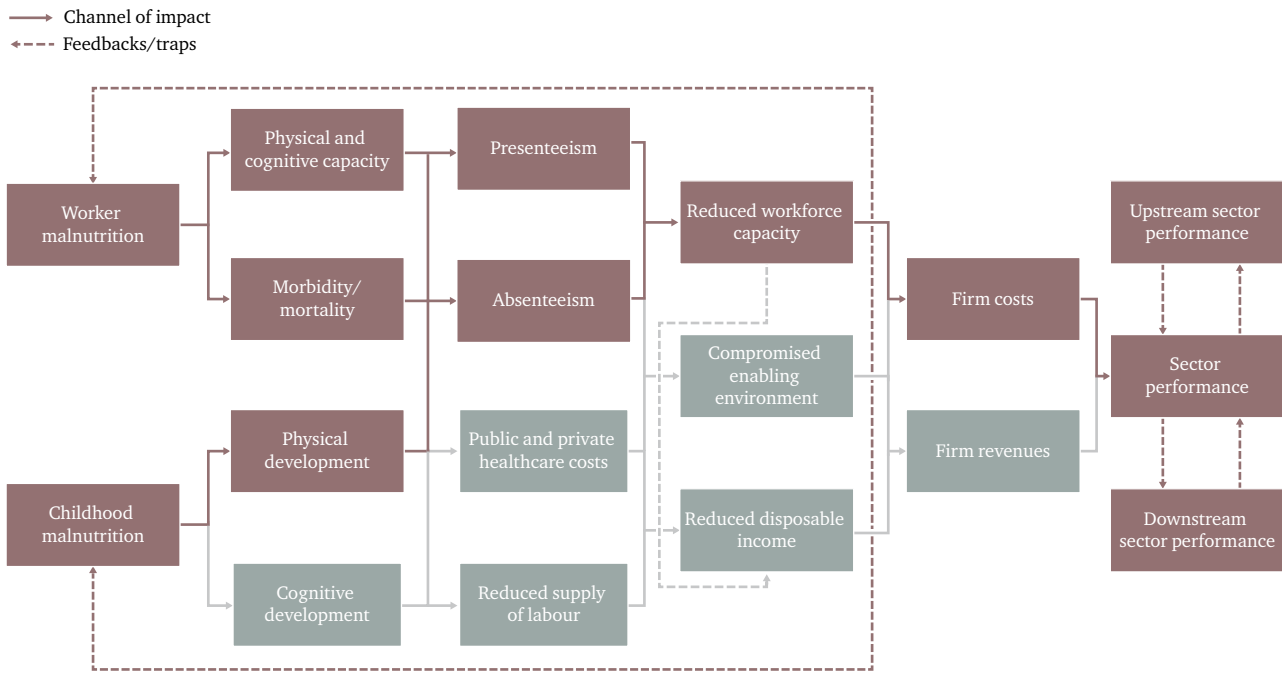 Channel of impact
Feedbacks/traps
Worker
malnutrition
Physical and
cognitive capacity
Morbidity/
mortality
Presenteeism
Absenteeism
Reduced workforce
capacity
Firm costs
Upstream sector
performance
Sector
performance
Childhood
malnutrition
Physical
development
Cognitive
development
Public and private
healthcare costs
Reduced supply
of labour
Compromised
enabling
environment
Reduced disposable
income
Firm revenues
Downstream
sector performance